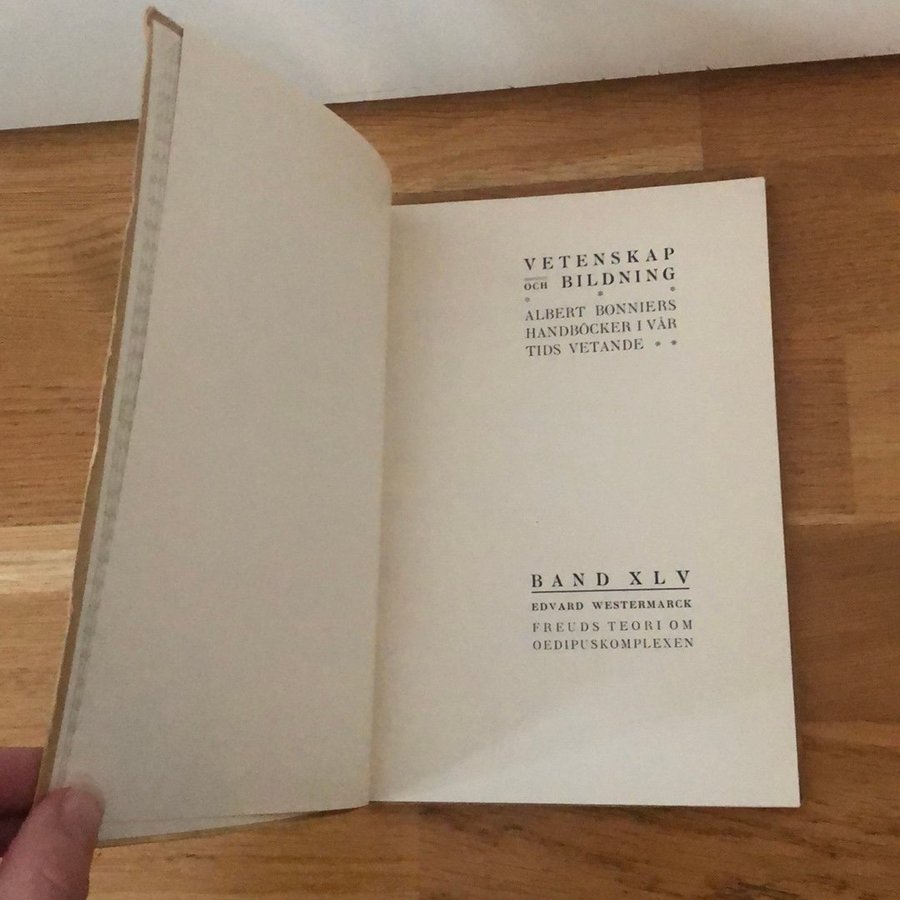 VETENSKAP
OCH BILDNING
* * *
ALBERT BONNIERS
HANDBÖCKER I VÅR
TIDS VETANDE * *
BAND XLV
EDVARD WESTERMARCK
FREUDS TEORI OM
OEDIPUSKOMPLEXEN